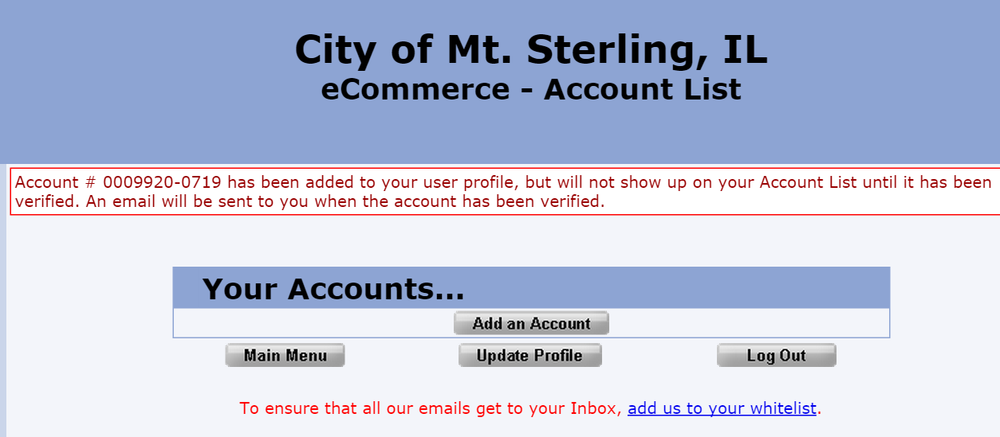 City of Mt. Sterling, IL
eCommerce - Account List
Account # 0009920-0719 has been added to your user profile, but will not show up on your Account List until it has been
verified. An email will be sent to you when the account has been verified.
Your Accounts...
Add an Account
Main Menu Update Profile Log Out
To ensure that all our emails get to your Inbox, add us to your whitelist.